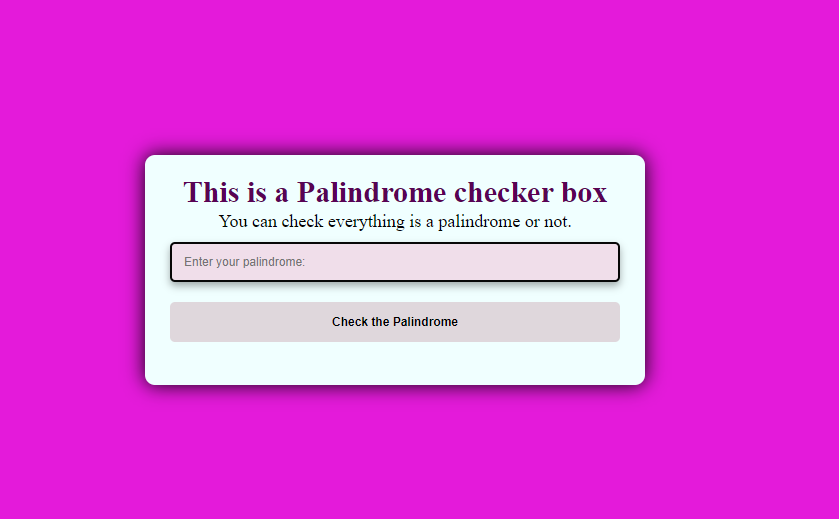 This is a Palindrome checker box
You can check everything is a palindrome or not.
Enter your palindrome:
Check the Palindrome